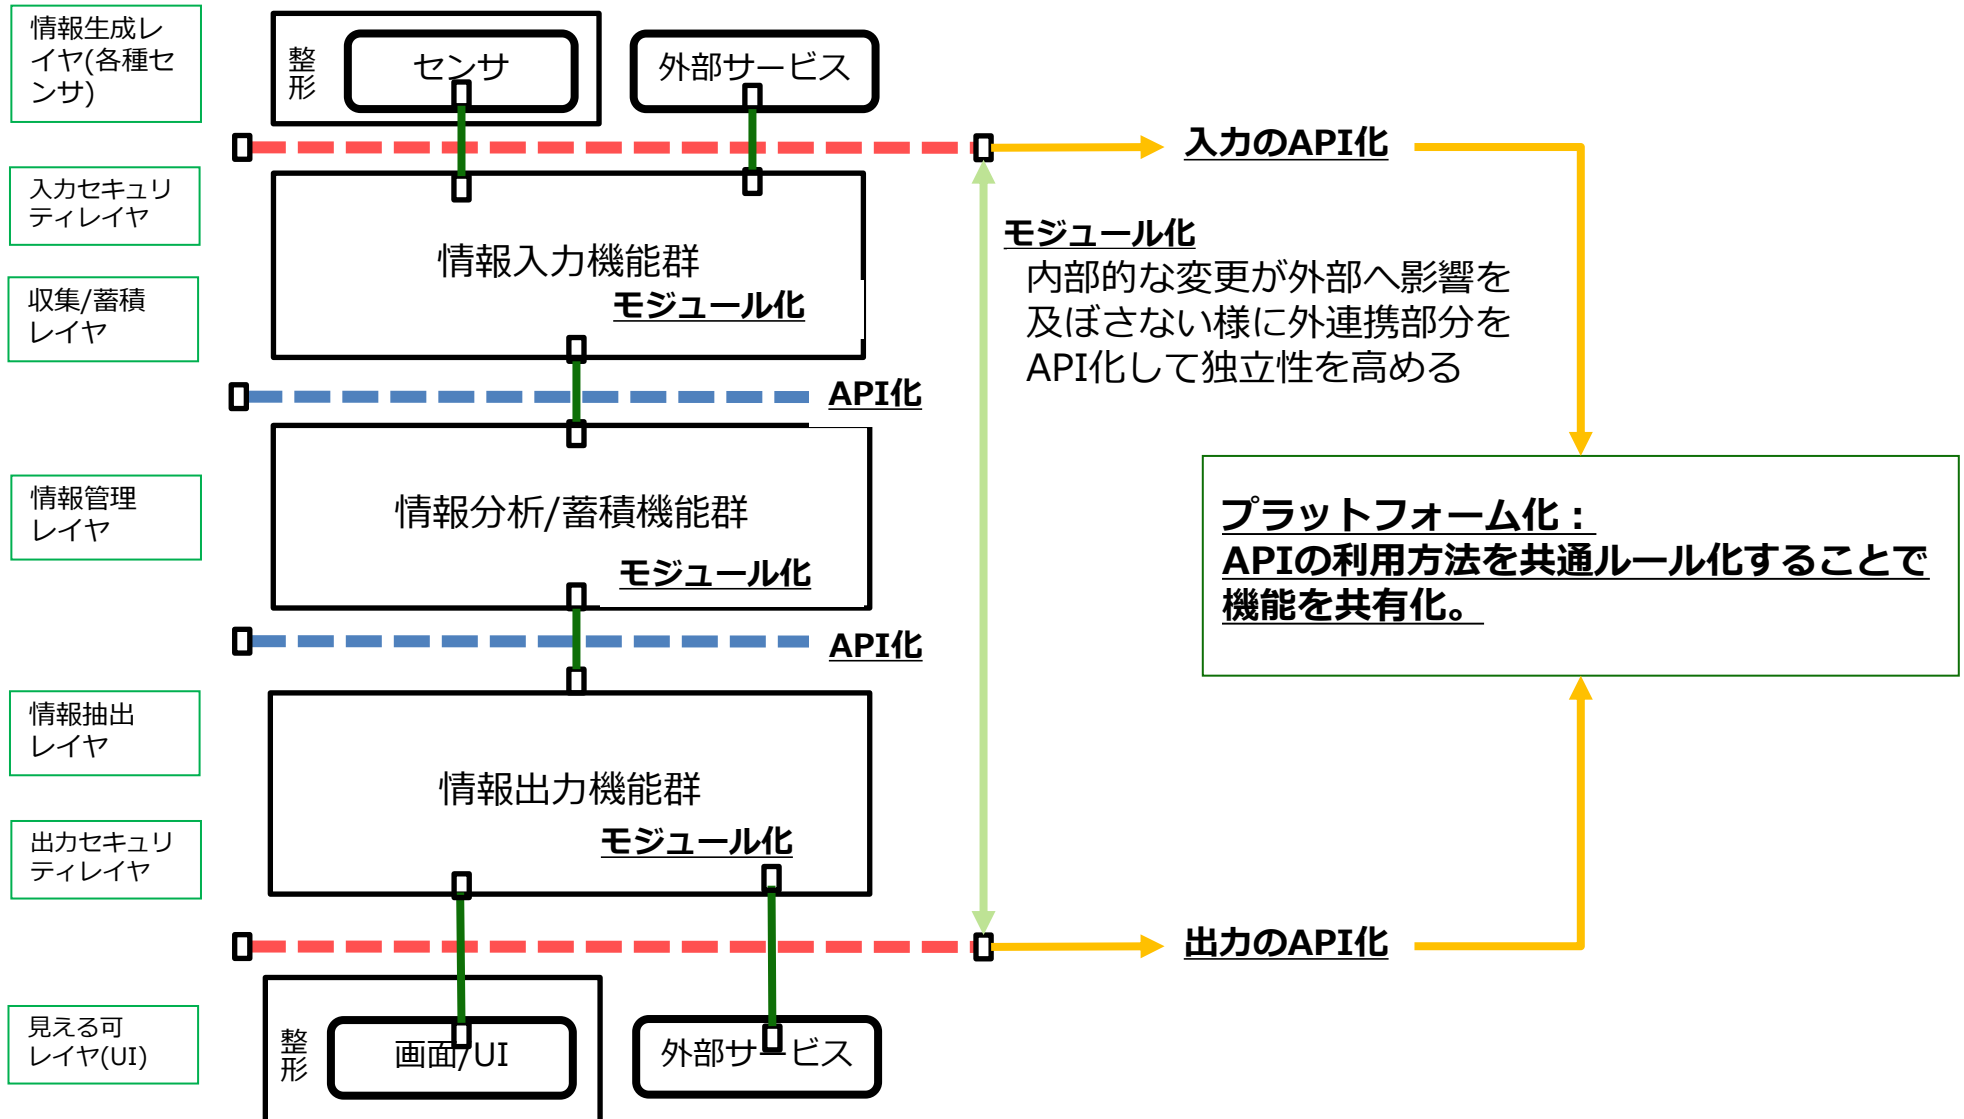 情報生成レ
イヤ(各種セ
ンサ)
整形
センサ
外部サービス
入力のAPI化
入力セキュリ
ティレイヤ
情報入力機能群
モジュール化
モジュール化
内部的な変更が外部へ影響を
及ぼさない様に外連携部分を
API化して独立性を高める
収集/蓄積
レイヤ
API化
情報管理
レイヤ
情報分析/蓄積機能群
モジュール化
プラットフォーム化：
APIの利用方法を共通ルール化することで
機能を共有化。
API化
情報抽出
レイヤ
情報出力機能群
モジュール化
出力セキュリ
ティレイヤ
出力のAPI化
見える可
レイヤ(UI)
整形
画面/UI
外部サービス